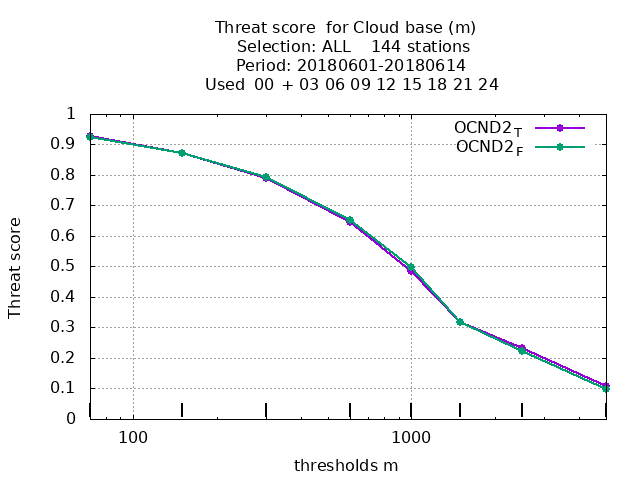 Threat score  for Cloud base (m)
Selection: ALL    144 stations
Period: 20180601-20180614
Used  00 + 03 06 09 12 15 18 21 24
OCND2T
OCND2F
1
0.9
0.8
0.7
0.6
0.5
0.4
0.3
0.2
0.1
0
Threat score
100 1000
thresholds m